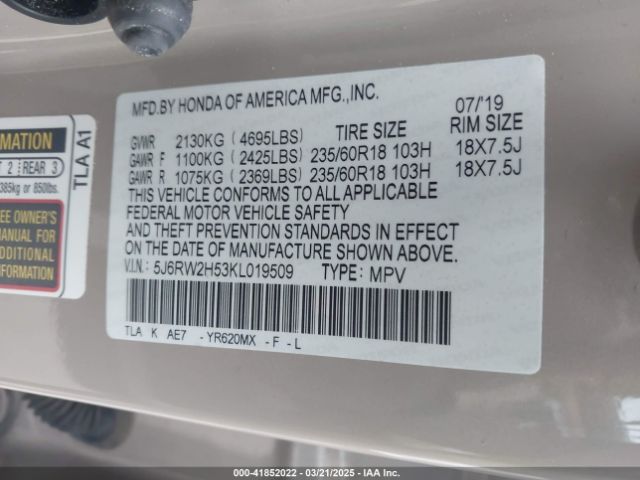 MFD.BY HONDA OF AMERICA MFG.,INC. 07/'19
GVWR 2130KG (4695LBS) TIRE SIZE RIM SIZE
GAWR F 1100KG (2425LBS) 235/60R18 103H 18X7.5J
GAWR R 1075KG (2369LBS) 235/60R18 103H 18X7.5J
THIS VEHICLE CONFORMS TO ALL APPLICABLE
FEDERAL MOTOR VEHICLE SAFETY
AND THEFT PREVENTION STANDARDS IN EFFECT
ON THE DATE OF MANUFACTURE SHOWN ABOVE.
V.I.N.: 5J6RW2H53KL019509 TYPE: MPV
TLA K AE7 -YR620MX -F -L
MATION
2 REAR 3
385kg or 850lbs.
OWNER'S
MANUAL FOR
TLA A1
000-41852022 - 03/21/2025 - IAA Inc.